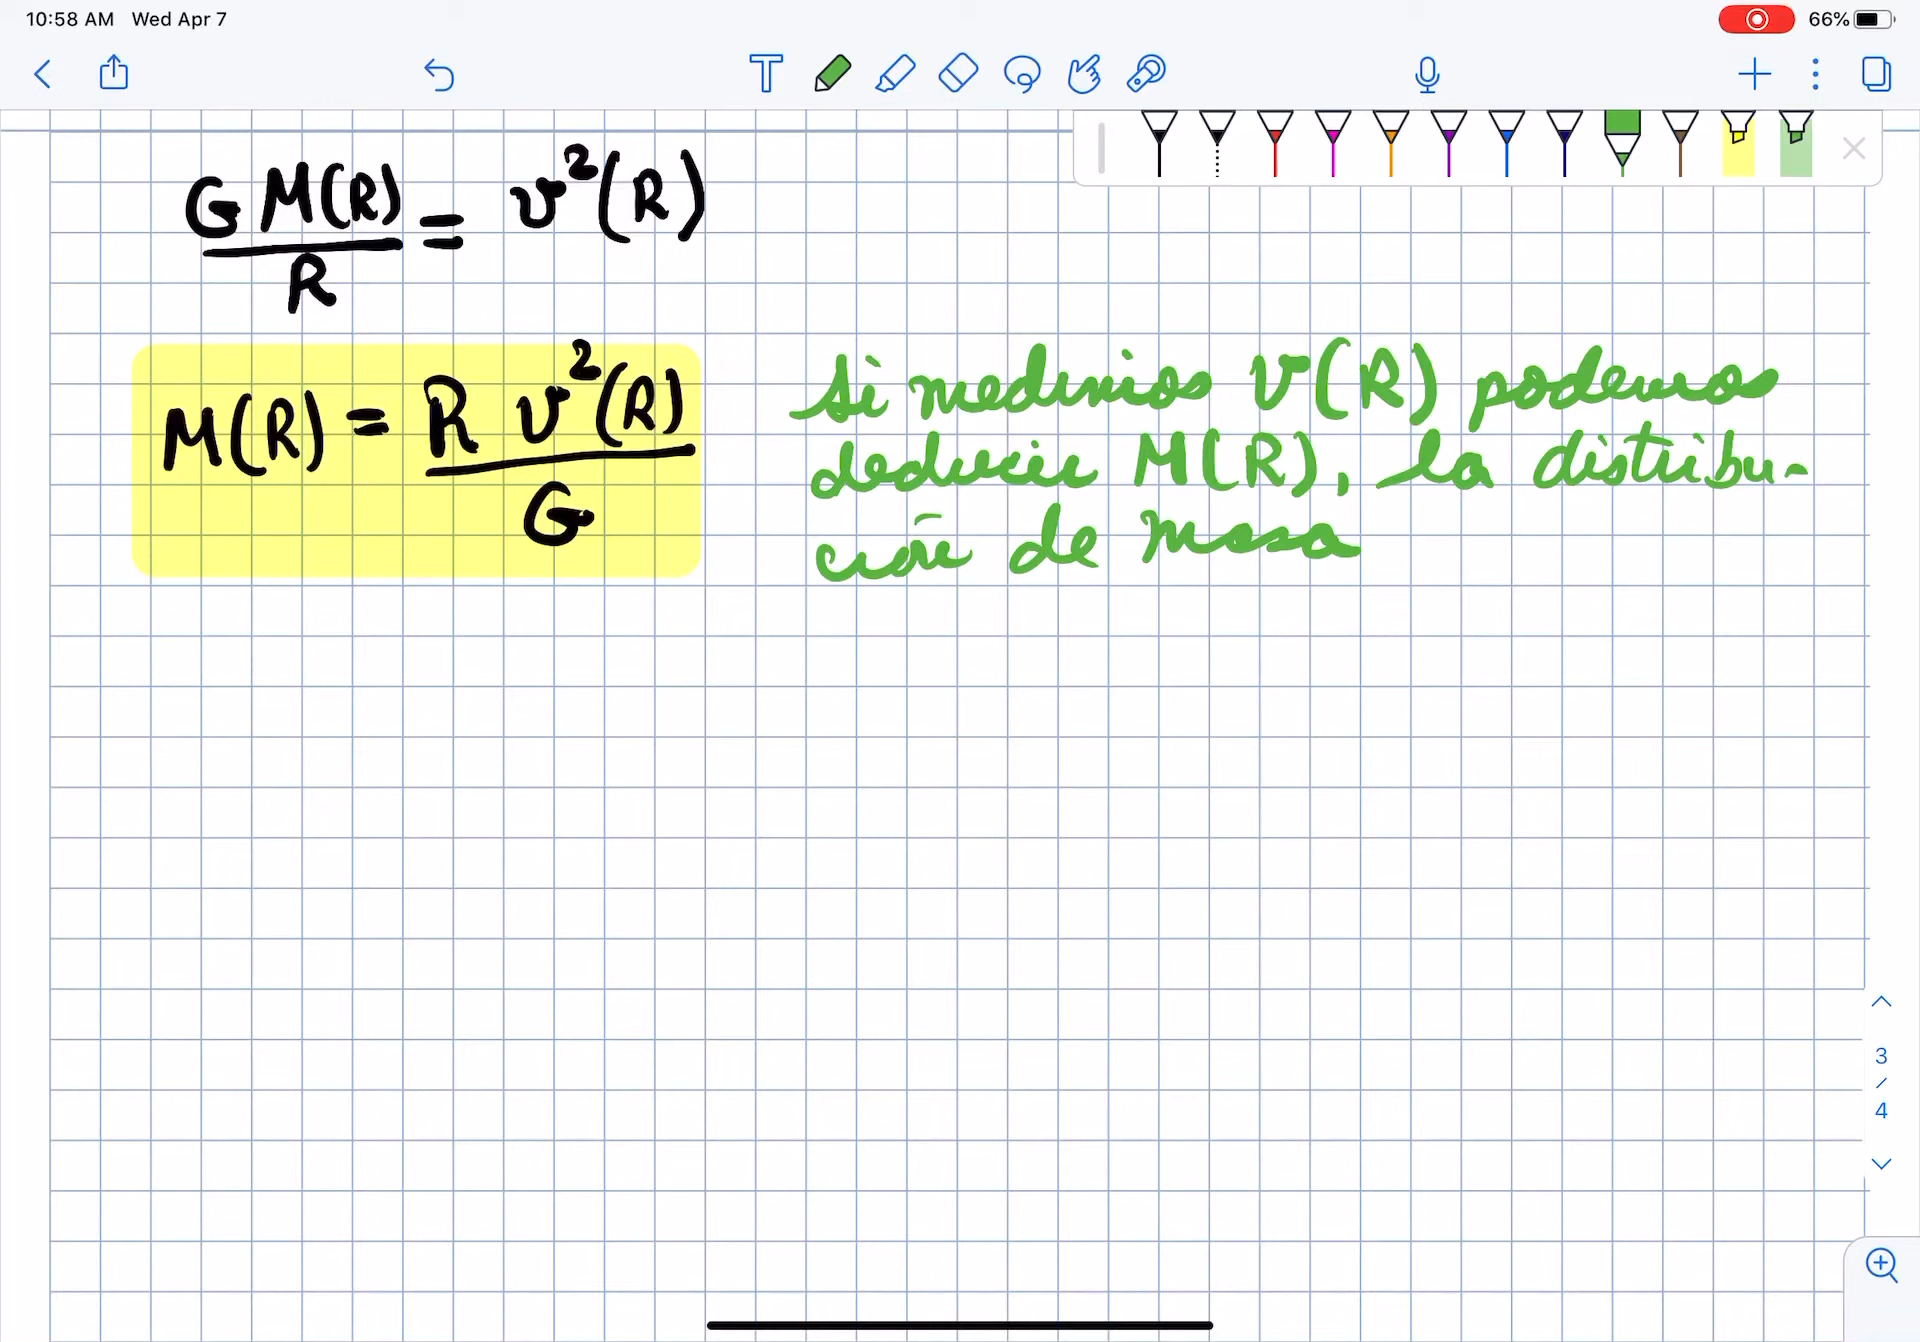 10:58 AM Wed Apr 7
66%
G M(R) / R = v²(R)
M(R) = R v²(R) / G
Si medimos v(R) podemos
deducir M(R), la distribu-
ción de masa
3
/
4